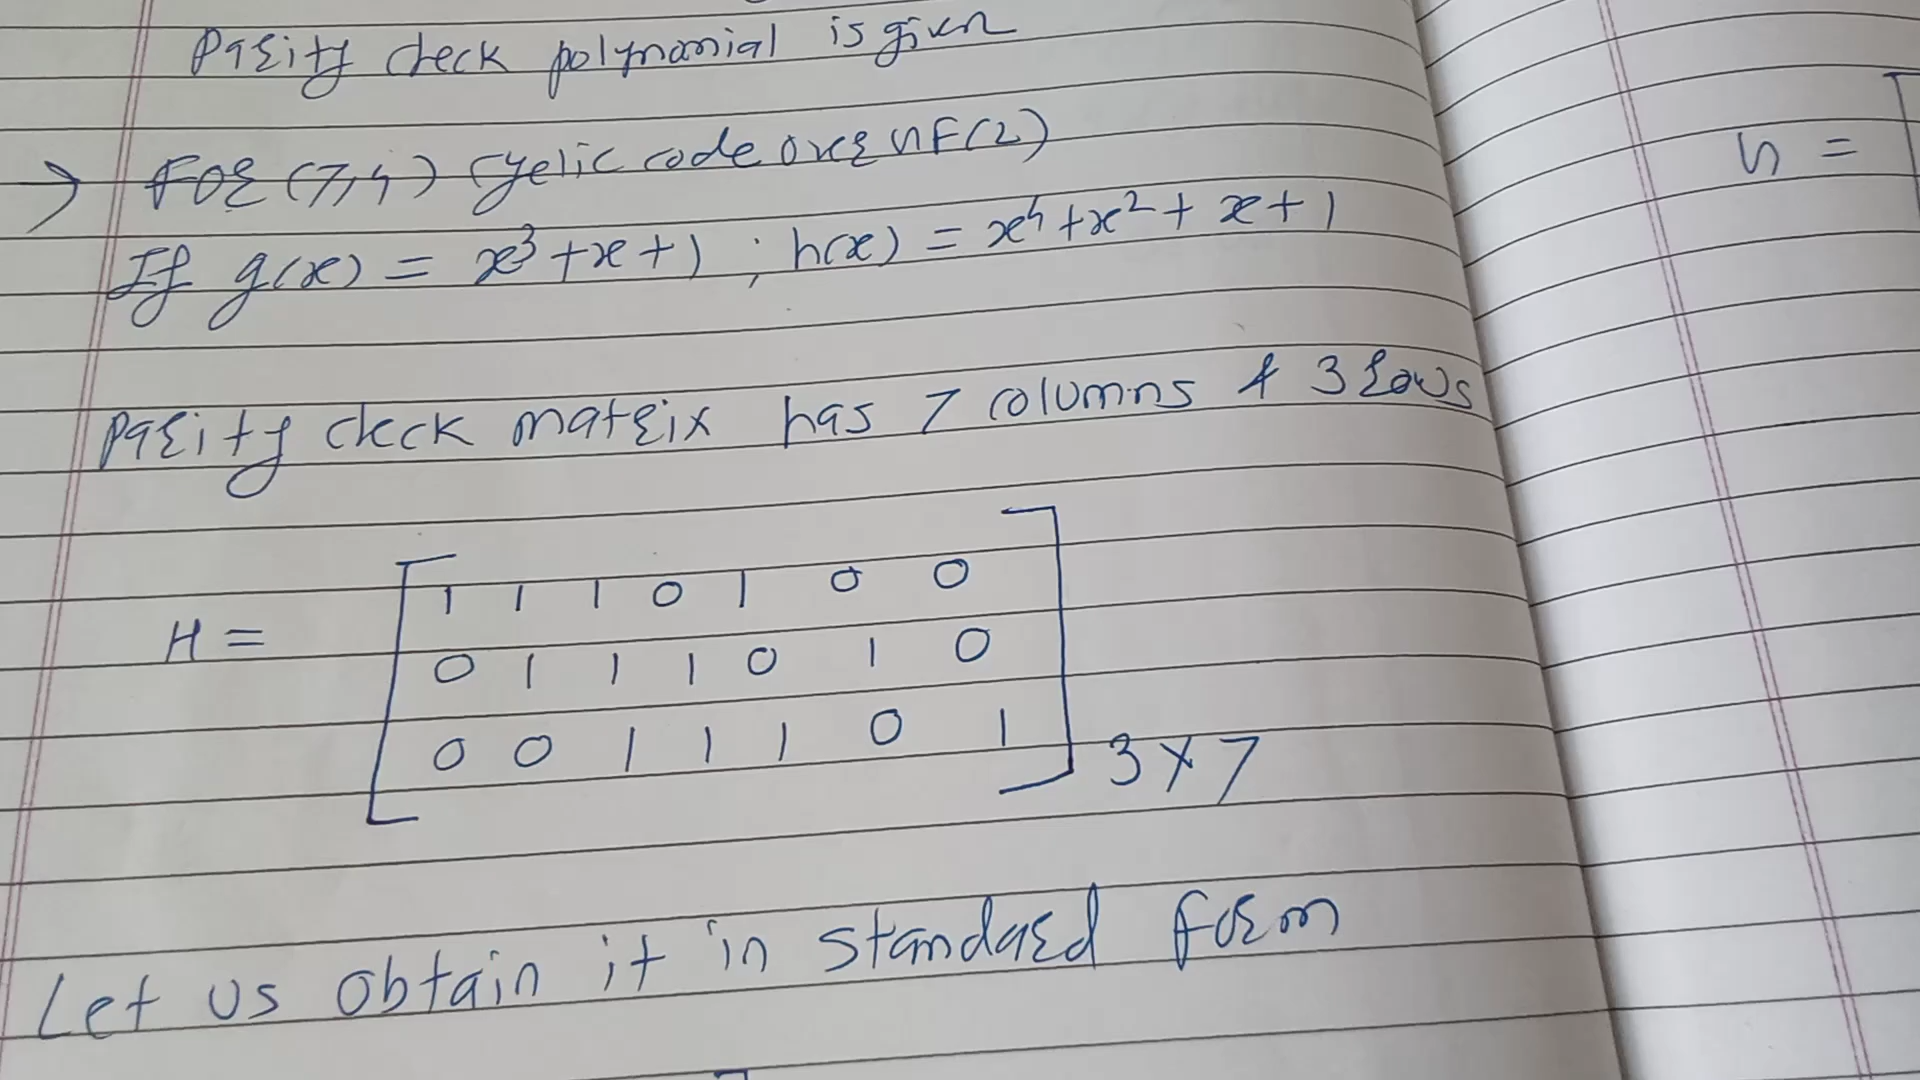 Parity check polynomial is given
→ For (7,4) cyclic code over GF(2)
If g(x) = x³ + x + 1 ; h(x) = x⁴ + x² + x + 1
Parity check matrix has 7 columns & 3 rows
H =
1 1 1 0 1 0 0
0 1 1 1 0 1 0
0 0 1 1 1 0 1
3 x 7
Let us obtain it in standard form
G =